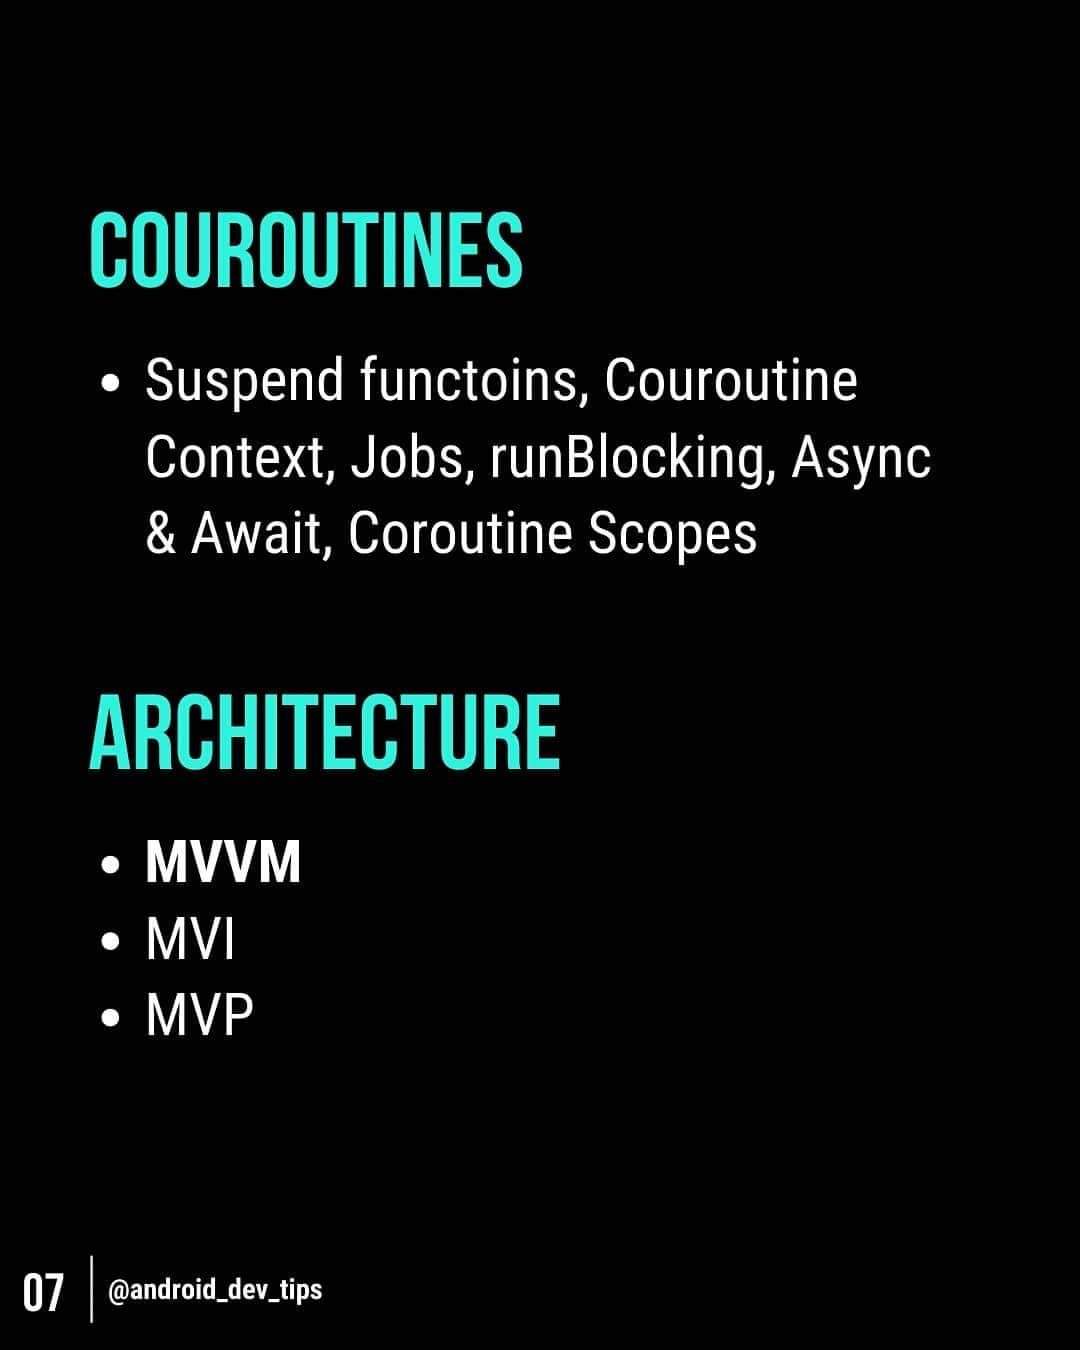 COUROUTINES
• Suspend functoins, Couroutine
Context, Jobs, runBlocking, Async
& Await, Coroutine Scopes
ARCHITECTURE
• MVVM
• MVI
• MVP
07 | @android_dev_tips